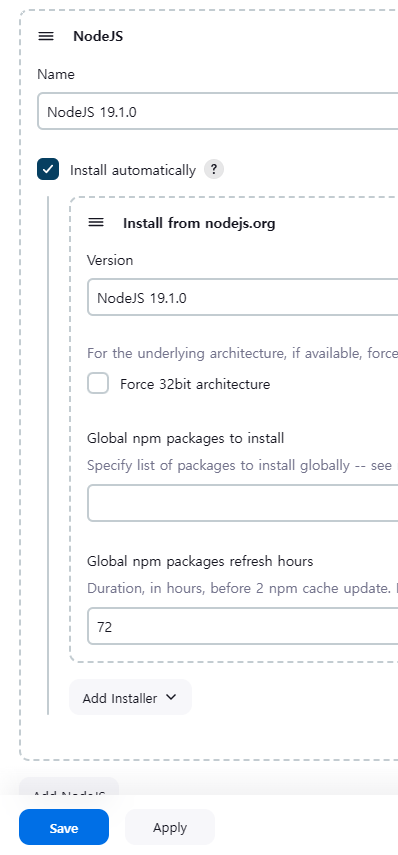 NodeJS
Name
NodeJS 19.1.0
Install automatically ?
Install from nodejs.org
Version
NodeJS 19.1.0
For the underlying architecture, if available, force
Force 32bit architecture
Global npm packages to install
Specify list of packages to install globally -- see
Global npm packages refresh hours
Duration, in hours, before 2 npm cache update.
72
Add Installer
Add NodeJS
Save
Apply